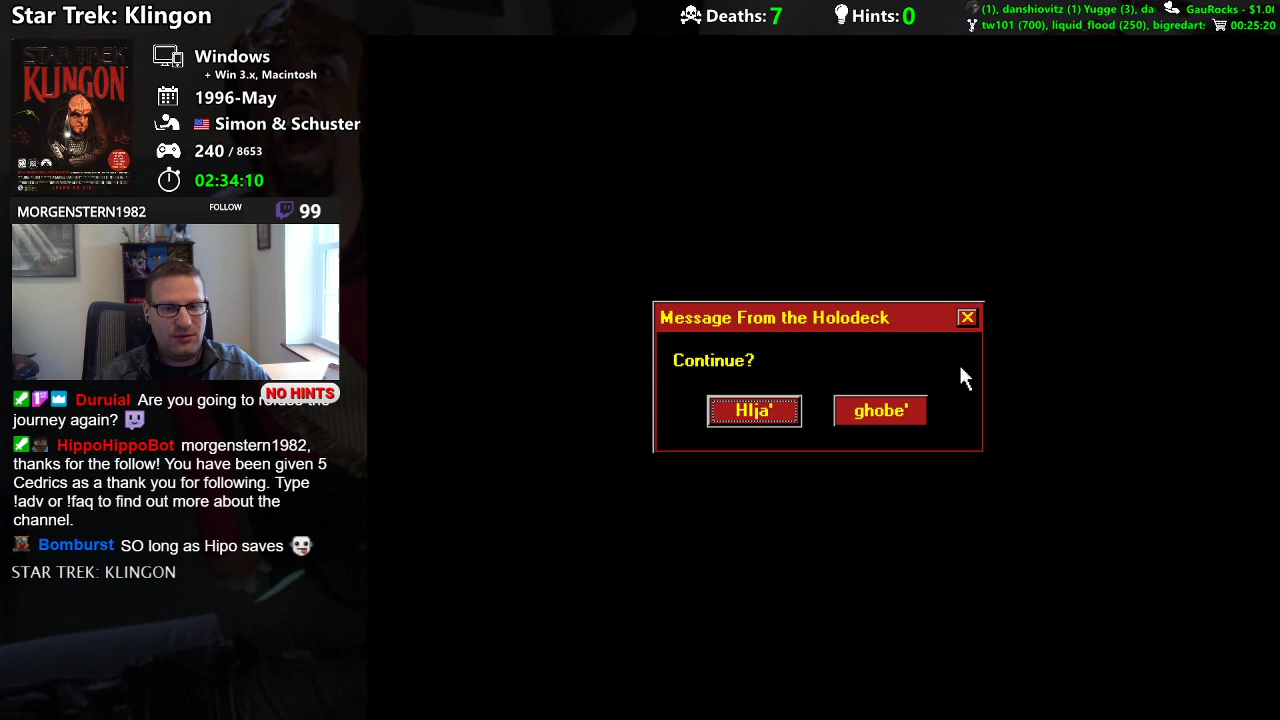 Star Trek: Klingon
Deaths: 7
Hints: 0
(1), danshiovitz (1) Yugge (3), da
GauRocks - $1.0
tw101 (700), liquid_flood (250), bigredart
00:25:20
STAR TREK
KLINGON
Windows
+ Win 3.x, Macintosh
1996-May
Simon & Schuster
240 / 8653
02:34:10
MORGENSTERN1982
FOLLOW
99
NO HINTS
Duruial Are you going to refuse the
journey again?
HippoHippoBot morgenstern1982,
thanks for the follow! You have been given 5
Cedrics as a thank you for following. Type
!adv or !faq to find out more about the
channel.
Bomburst SO long as Hipo saves
STAR TREK: KLINGON
Message From the Holodeck
Continue?
HIja'
ghobe'